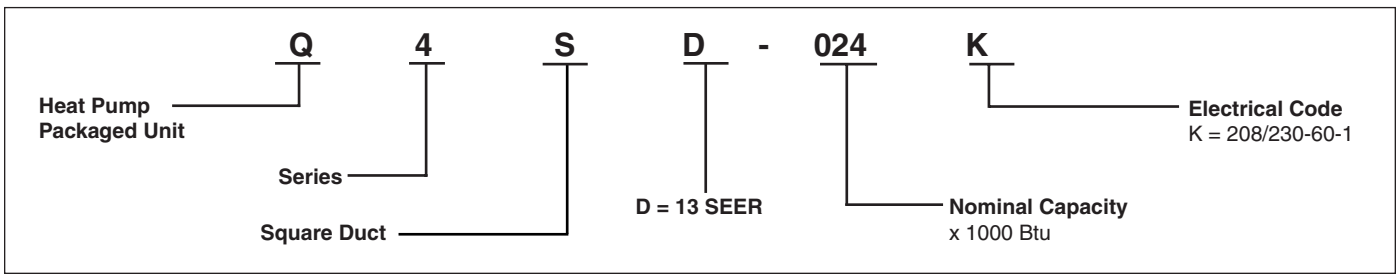 Q 4 S D - 024 K
Heat Pump
Packaged Unit
Series
Square Duct
D = 13 SEER
Nominal Capacity
x 1000 Btu
Electrical Code
K = 208/230-60-1